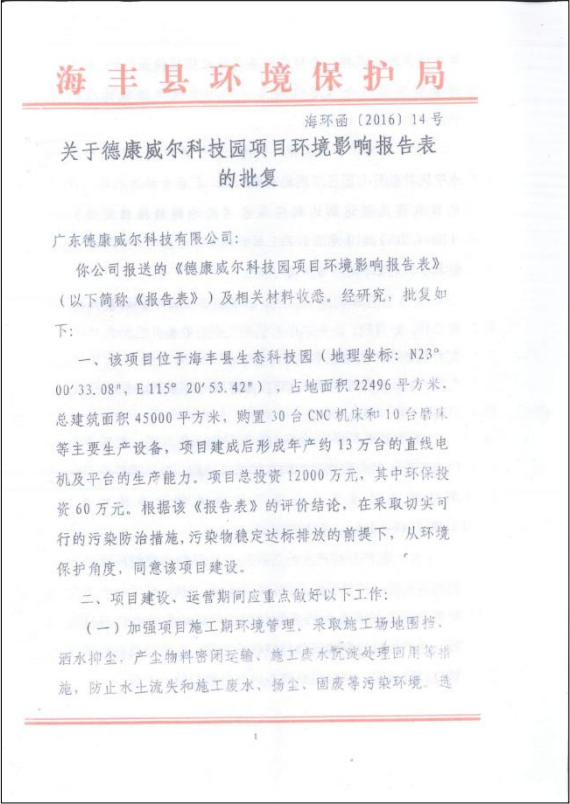 海丰县环境保护局
海环函〔2016〕14号
关于德康威尔科技园项目环境影响报告表
的批复
广东德康威尔科技有限公司：
你公司报送的《德康威尔科技园项目环境影响报告表》
（以下简称《报告表》）及相关材料收悉。经研究，批复如
下：
一、该项目位于海丰县生态科技园（地理坐标：N23°
00′33.08″，E115°20′53.42″），占地面积22496平方米，
总建筑面积45000平方米，购置30台CNC机床和10台磨床
等主要生产设备，项目建成后形成年产约13万台的直线电
机及平台的生产能力。项目总投资12000万元，其中环保投
资60万元。根据该《报告表》的评价结论，在采取切实可
行的污染防治措施，污染物稳定达标排放的前提下，从环境
保护角度，同意该项目建设。
二、项目建设、运营期间应重点做好以下工作：
（一）加强项目施工期环境管理。采取施工场地围挡、
洒水抑尘，产尘物料密闭运输、施工废水沉淀处理回用等措
施，防止水土流失和施工废水、扬尘、固废等污染环境。选
1